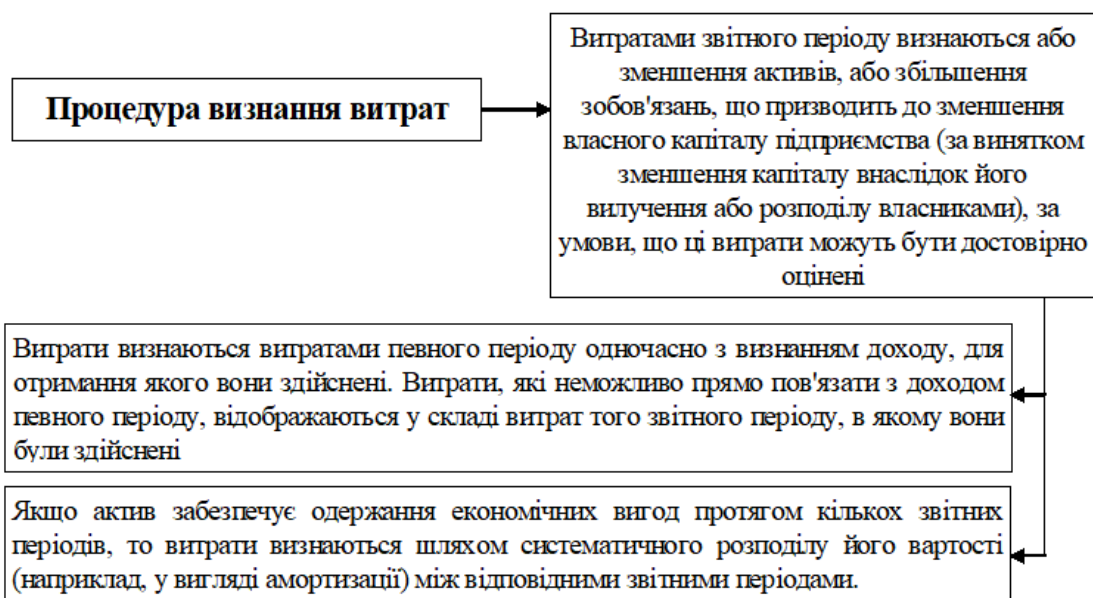 Процедура визнання витрат
Витратами звітного періоду визнаються або
зменшення активів, або збільшення
зобов'язань, що призводить до зменшення
власного капіталу підприємства (за винятком
зменшення капіталу внаслідок його
вилучення або розподілу власниками), за
умови, що ці витрати можуть бути достовірно
оцінені
Витрати визнаються витратами певного періоду одночасно з визнанням доходу, для
отримання якого вони здійснені. Витрати, які неможливо прямо пов'язати з доходом
певного періоду, відображаються у складі витрат того звітного періоду, в якому вони
були здійснені
Якщо актив забезпечує одержання економічних вигод протягом кількох звітних
періодів, то витрати визнаються шляхом систематичного розподілу його вартості
(наприклад, у вигляді амортизації) між відповідними звітними періодами.